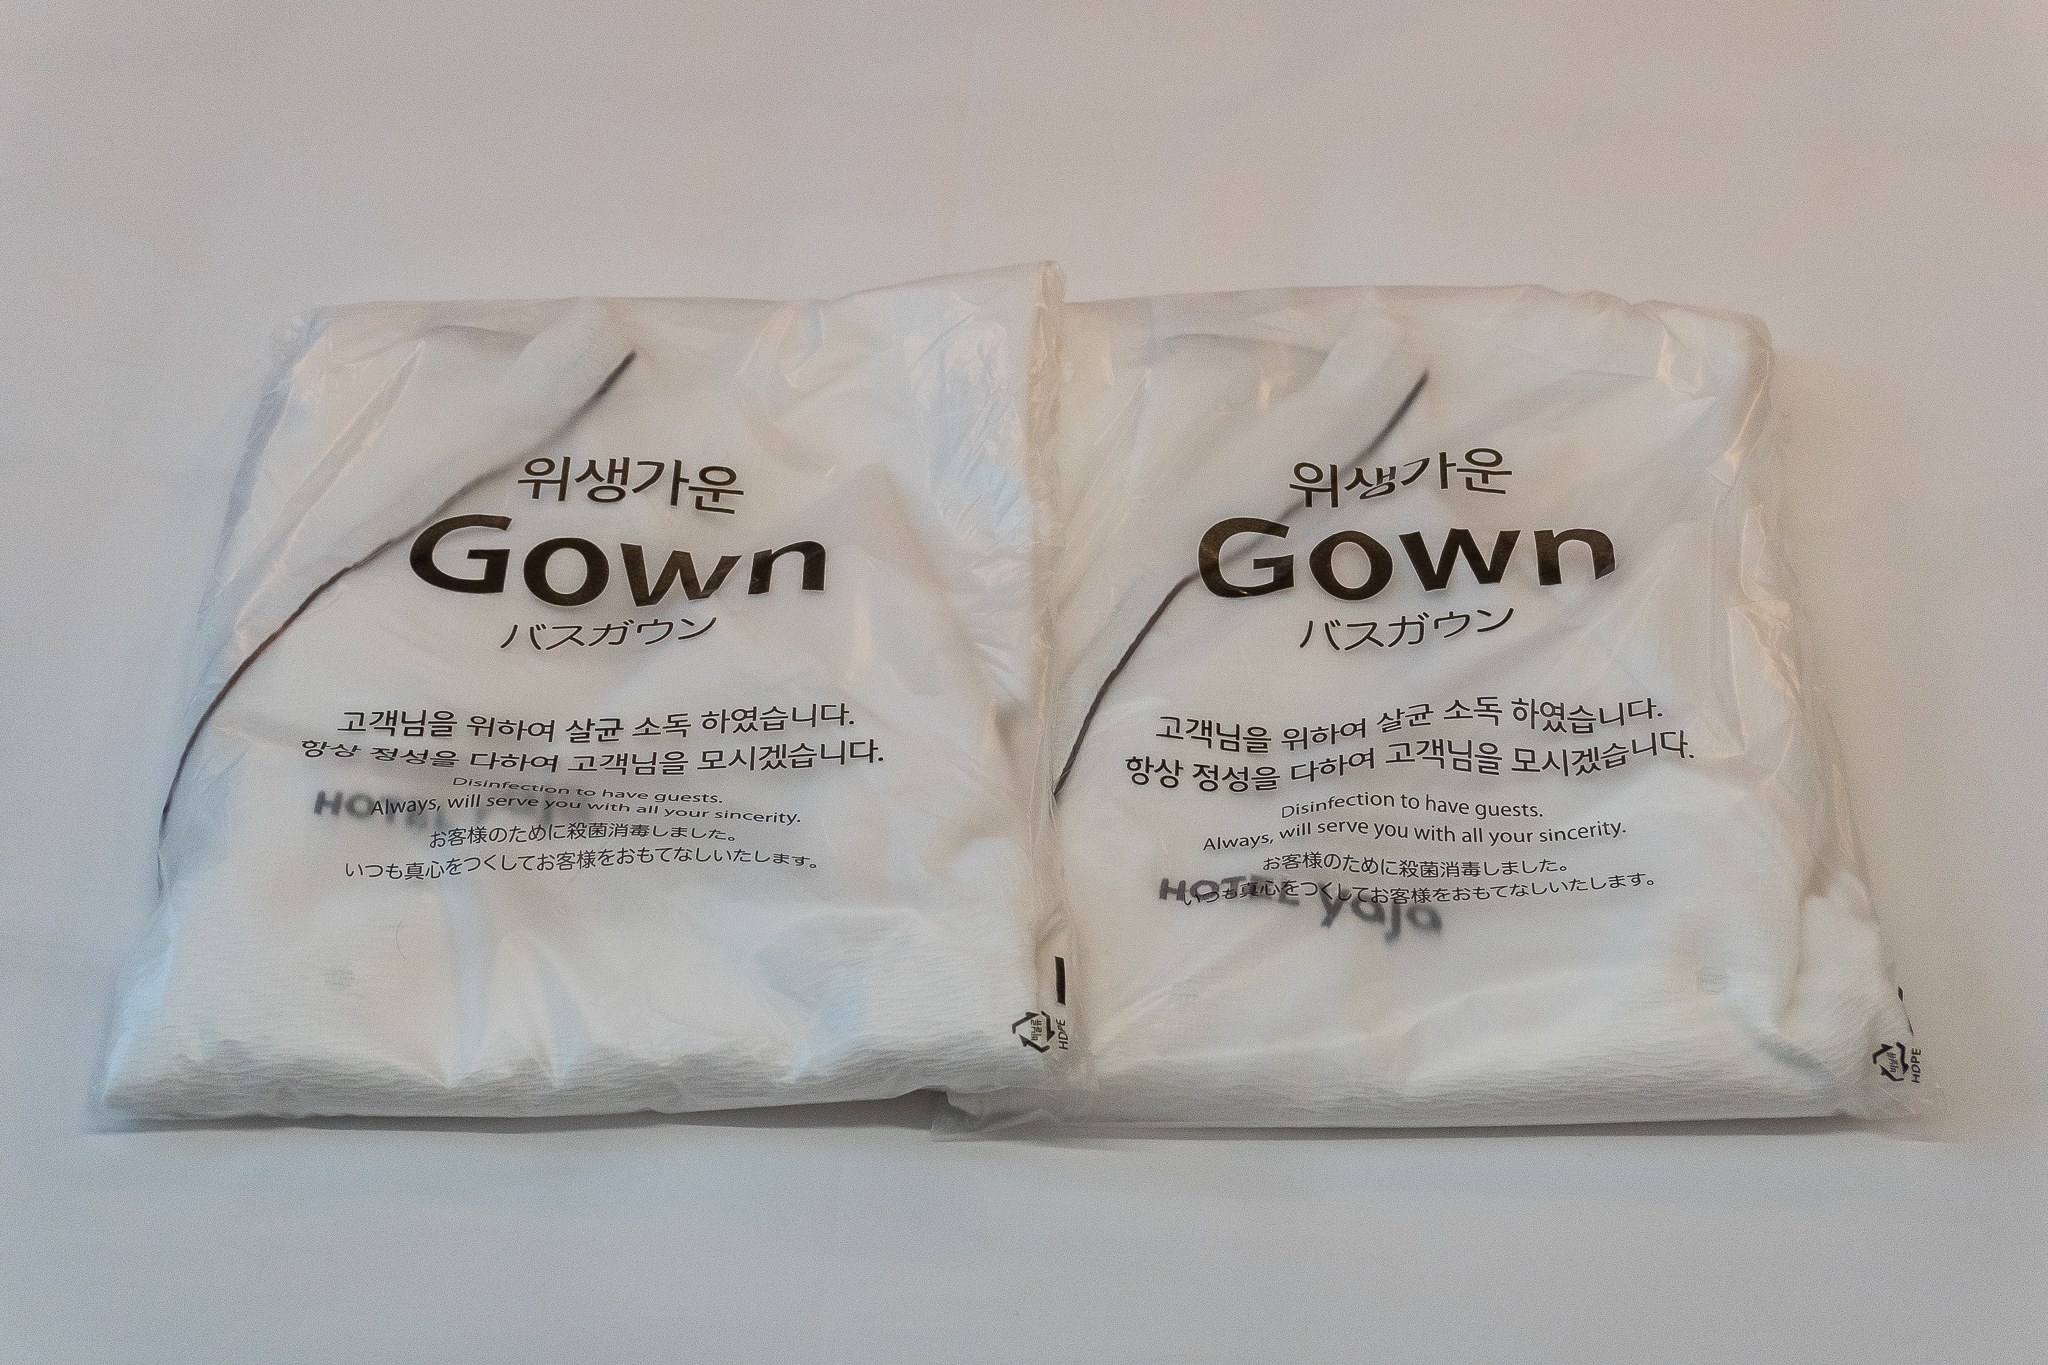 위생가운
Gown
バスガウン
고객님을 위하여 살균 소독 하였습니다.
항상 정성을 다하여 고객님을 모시겠습니다.
Disinfection to have guests.
Always, will serve you with all your sincerity.
お客様のために殺菌消毒しました。
いつも真心をつくしてお客様をおもてなしいたします。
비닐류
HDPE
위생가운
Gown
バスガウン
고객님을 위하여 살균 소독 하였습니다.
항상 정성을 다하여 고객님을 모시겠습니다.
Disinfection to have guests.
Always, will serve you with all your sincerity.
お客様のために殺菌消毒しました。
いつも真心をつくしてお客様をおもてなしいたします。
HOTEL yaja
비닐류
HDPE